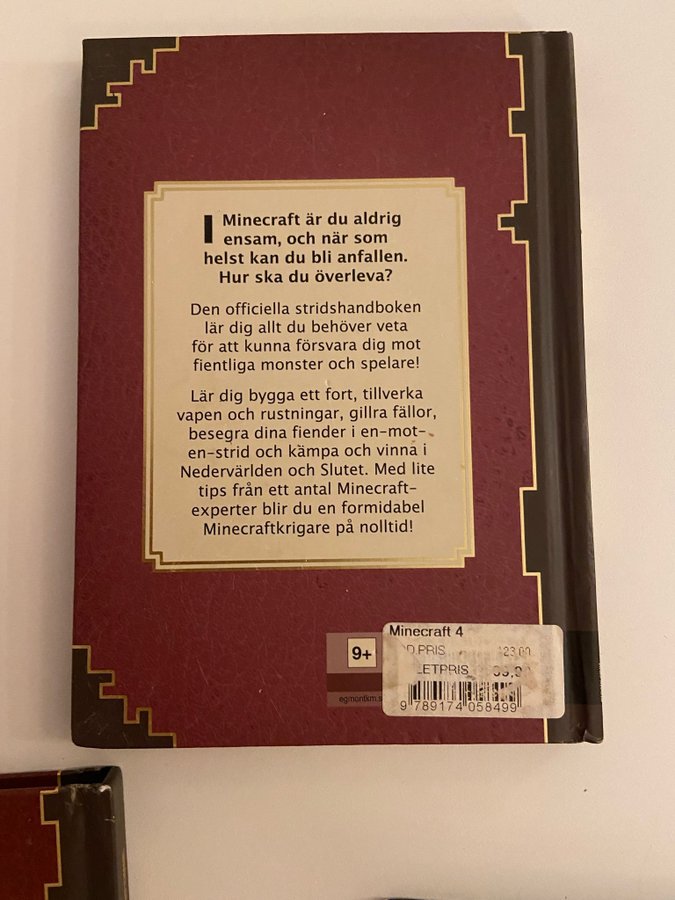 I Minecraft är du aldrig
ensam, och när som
helst kan du bli anfallen.
Hur ska du överleva?
Den officiella stridshandboken
lär dig allt du behöver veta
för att kunna försvara dig mot
fientliga monster och spelare!
Lär dig bygga ett fort, tillverka
vapen och rustningar, gillra fällor,
besegra dina fiender i en-mot-
en-strid och kämpa och vinna i
Nedervärlden och Slutet. Med lite
tips från ett antal Minecraft-
experter blir du en formidabel
Minecraftkrigare på nolltid!
Minecraft 4
9+
9 789174 058499